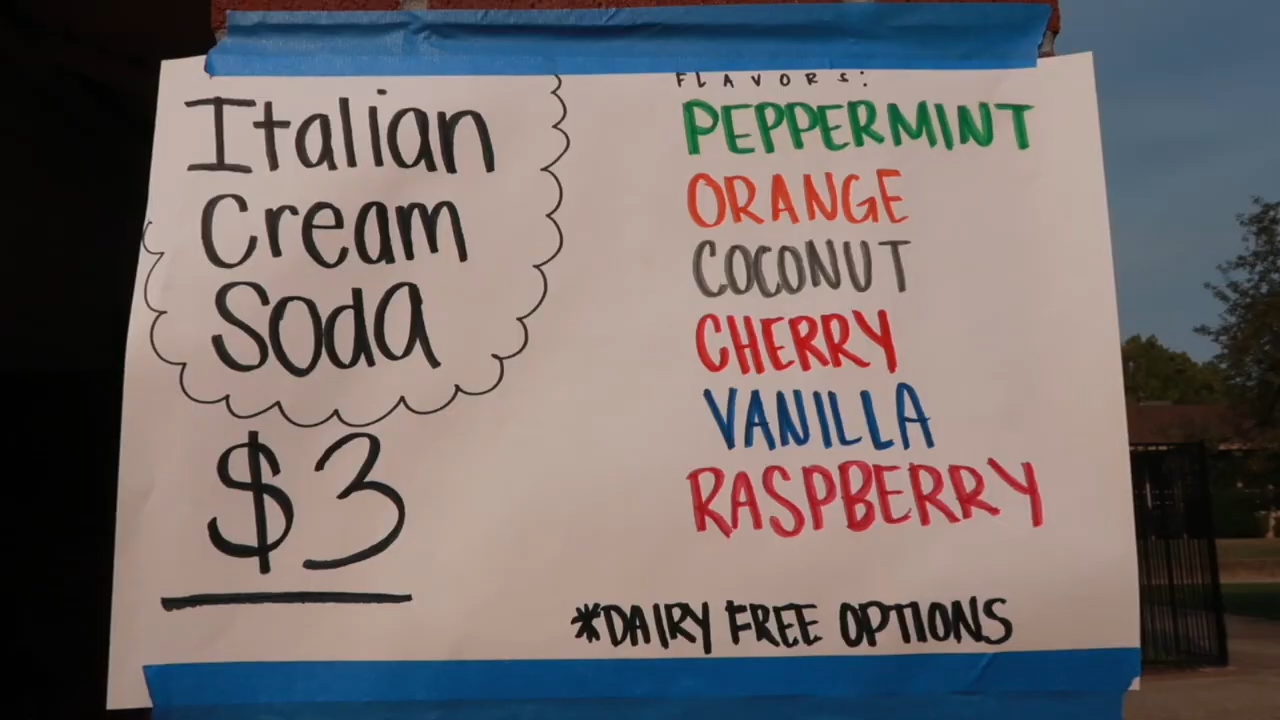 Italian
Cream
Soda
$3
FLAVORS:
PEPPERMINT
ORANGE
COCONUT
CHERRY
VANILLA
RASPBERRY
*DAIRY FREE OPTIONS